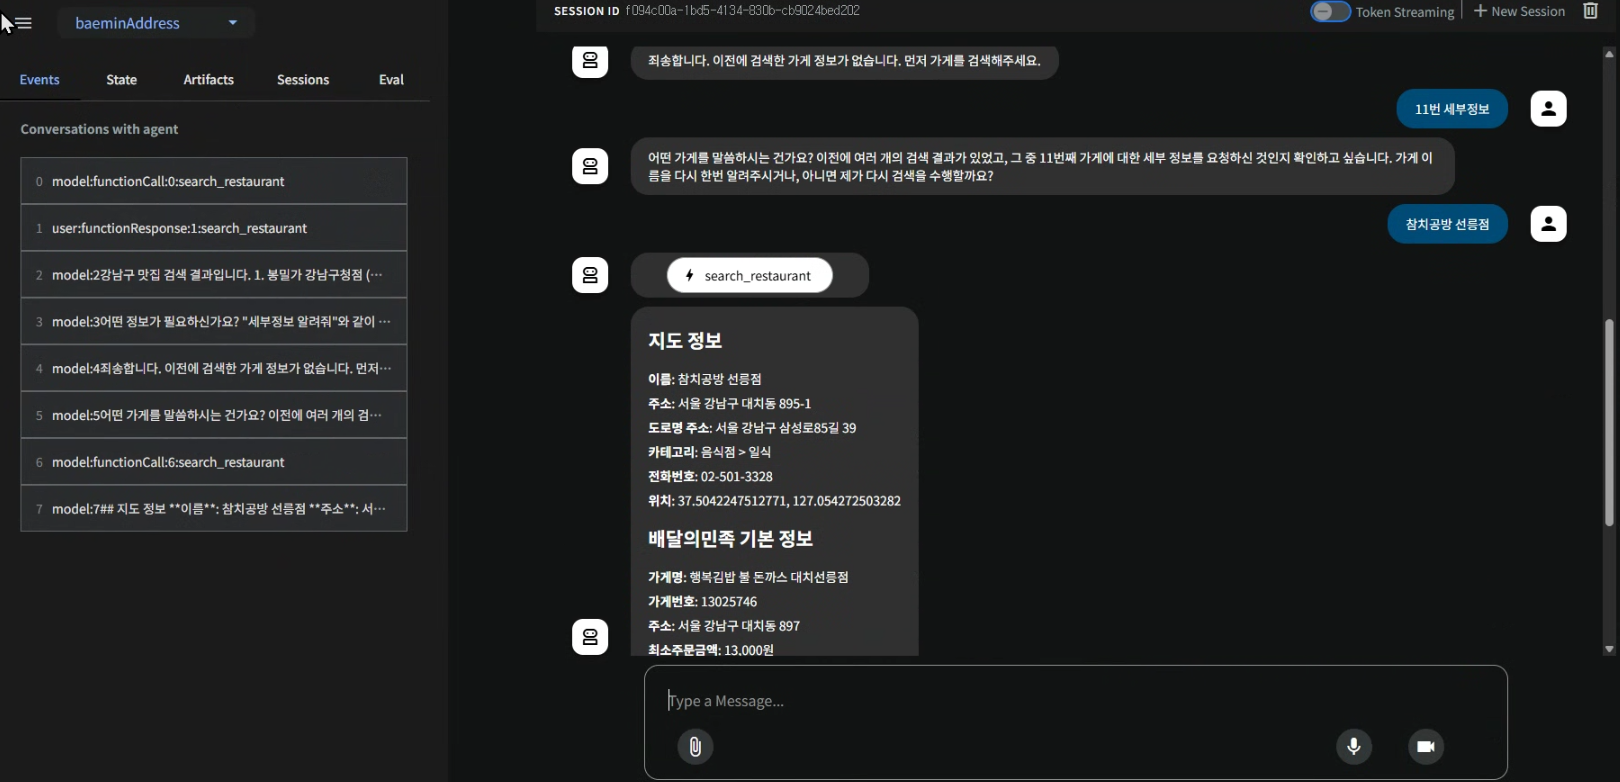 baeminAddress
SESSION ID f094c00a-1bd5-4134-830b-cb9024bed202
Token Streaming
New Session
Events State Artifacts Sessions Eval
Conversations with agent
0 model:functionCall:0:search_restaurant
1 user:functionResponse:1:search_restaurant
2 model:2강남구 맛집 검색 결과입니다. 1. 봉밀가 강남구청점 (…
3 model:3어떤 정보가 필요하신가요? "세부정보 알려줘"와 같이 …
4 model:4죄송합니다. 이전에 검색한 가게 정보가 없습니다. 먼저…
5 model:5어떤 가게를 말씀하시는 건가요? 이전에 여러 개의 검…
6 model:functionCall:6:search_restaurant
7 model:7## 지도 정보 **이름**: 참치공방 선릉점 **주소**: 서…
죄송합니다. 이전에 검색한 가게 정보가 없습니다. 먼저 가게를 검색해주세요.
11번 세부정보
어떤 가게를 말씀하시는 건가요? 이전에 여러 개의 검색 결과가 있었고, 그 중 11번째 가게에 대한 세부 정보를 요청하신 것인지 확인하고 싶습니다. 가게 이
름을 다시 한번 알려주시거나, 아니면 제가 다시 검색을 수행할까요?
참치공방 선릉점
search_restaurant
지도 정보
이름: 참치공방 선릉점
주소: 서울 강남구 대치동 895-1
도로명 주소: 서울 강남구 삼성로85길 39
카테고리: 음식점 > 일식
전화번호: 02-501-3328
위치: 37.5042247512771, 127.054272503282
배달의민족 기본 정보
가게명: 행복김밥 불 돈까스 대치선릉점
가게번호: 13025746
주소: 서울 강남구 대치동 897
최소주문금액: 13,000원
Type a Message...